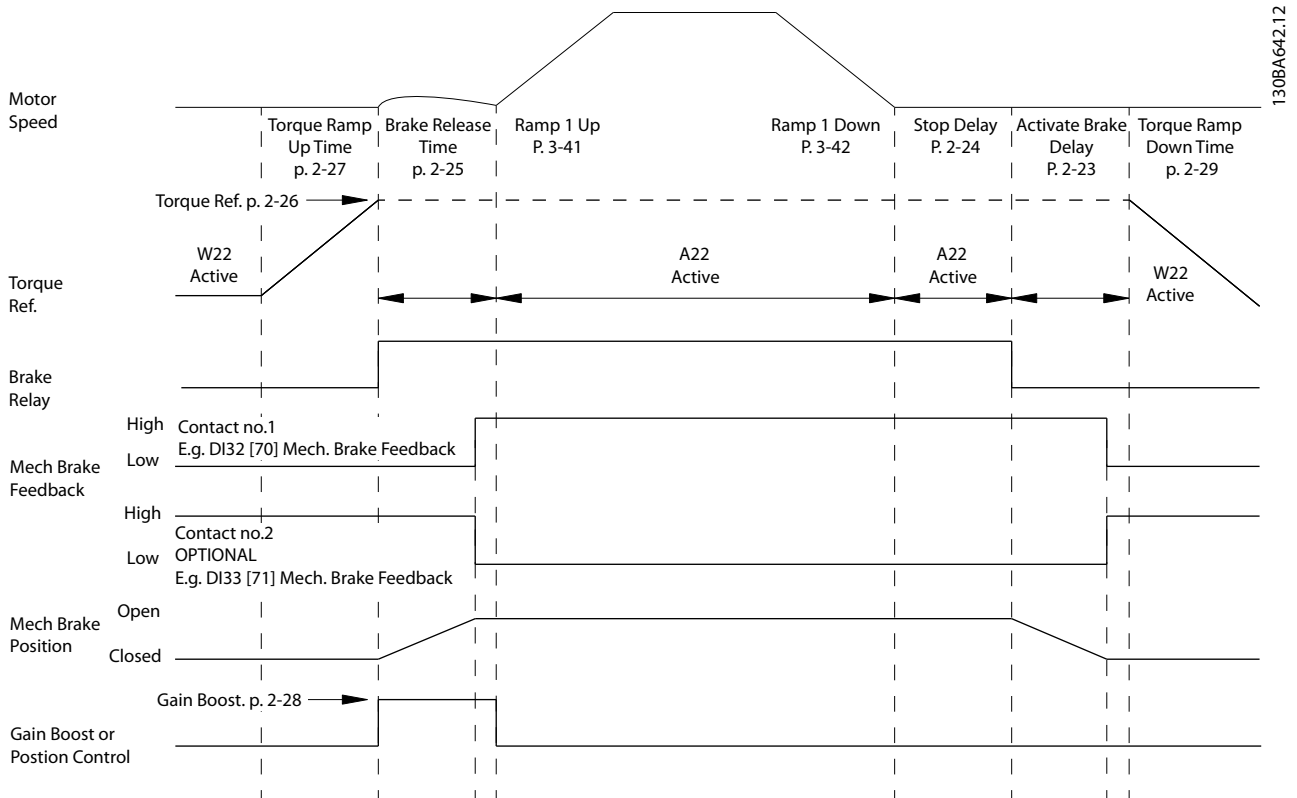 130BA642.12
Motor
Speed
Torque Ramp
Up Time
p. 2-27
Brake Release
Time
p. 2-25
Ramp 1 Up
P. 3-41
Ramp 1 Down
P. 3-42
Stop Delay
P. 2-24
Activate Brake
Delay
P. 2-23
Torque Ramp
Down Time
p. 2-29
Torque Ref. p. 2-26
W22
Active
A22
Active
A22
Active
W22
Active
Torque
Ref.
Brake
Relay
High
Contact no.1
E.g. DI32 [70] Mech. Brake Feedback
Low
Mech Brake
Feedback
High
Contact no.2
Low
OPTIONAL
E.g. DI33 [71] Mech. Brake Feedback
Open
Mech Brake
Position
Closed
Gain Boost. p. 2-28
Gain Boost or
Postion Control